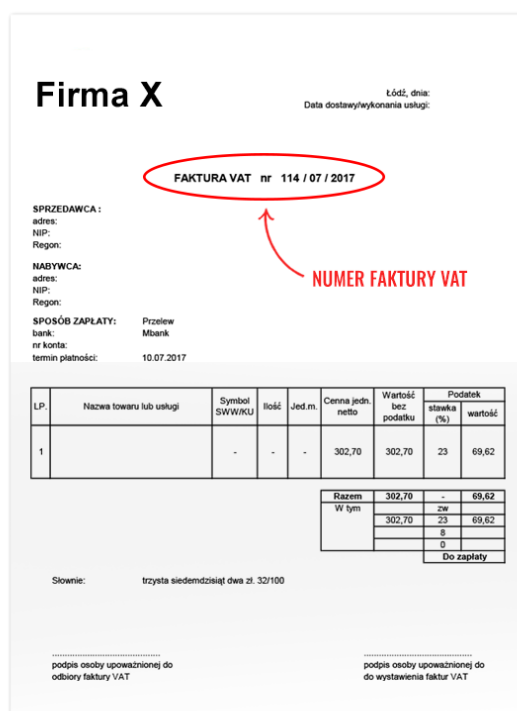 Firma X
Łódź, dnia:
Data dostawy/wykonania usługi:
FAKTURA VAT nr 114 / 07 / 2017
SPRZEDAWCA :
adres:
NIP:
Regon:
NUMER FAKTURY VAT
NABYWCA:
adres:
NIP:
Regon:
SPOSÓB ZAPŁATY: Przelew
bank: Mbank
nr konta:
termin płatności: 10.07.2017
LP. Nazwa towaru lub usługi Symbol SWW/KU Ilość Jed.m. Cenna jedn. netto Wartość bez podatku Podatek stawka (%) wartość
1 - - - 302,70 302,70 23 69,62
Razem 302,70 - 69,62
W tym zw
302,70 23 69,62
8
0
Do zapłaty
Słownie: trzysta siedemdzisiąt dwa zł. 32/100
podpis osoby upoważnionej do
odbiory faktury VAT
podpis osoby upoważnionej do
do wystawienia faktur VAT